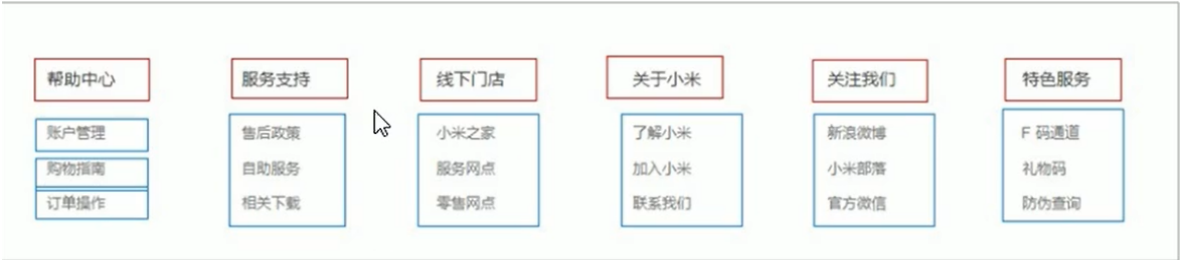 帮助中心 服务支持 线下门店 关于小米 关注我们 特色服务
账户管理 售后政策 小米之家 了解小米 新浪微博 F 码通道
购物指南 自助服务 服务网点 加入小米 小米部落 礼物码
订单操作 相关下载 零售网点 联系我们 官方微信 防伪查询